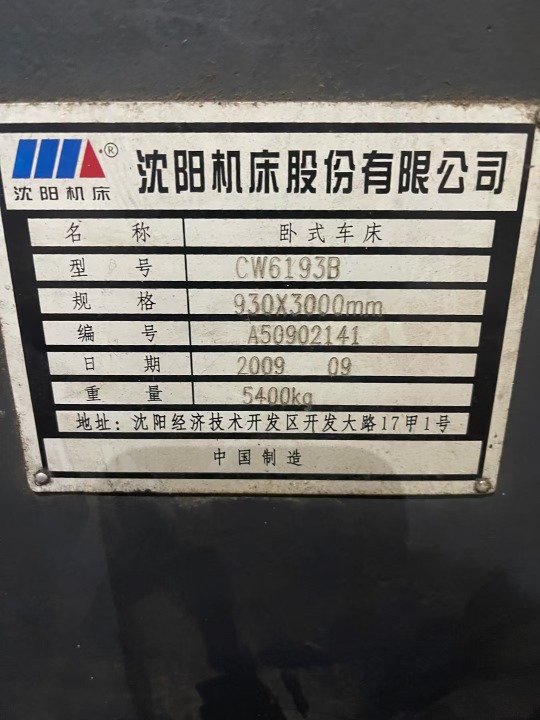 沈阳机床
®
沈阳机床股份有限公司
名 称 卧式车床
型 号 CW6193B
规 格 930X3000mm
编 号 A50902141
日 期 2009 09
重 量 5400kg
地址:沈阳经济技术开发区开发大路17甲1号
中国制造